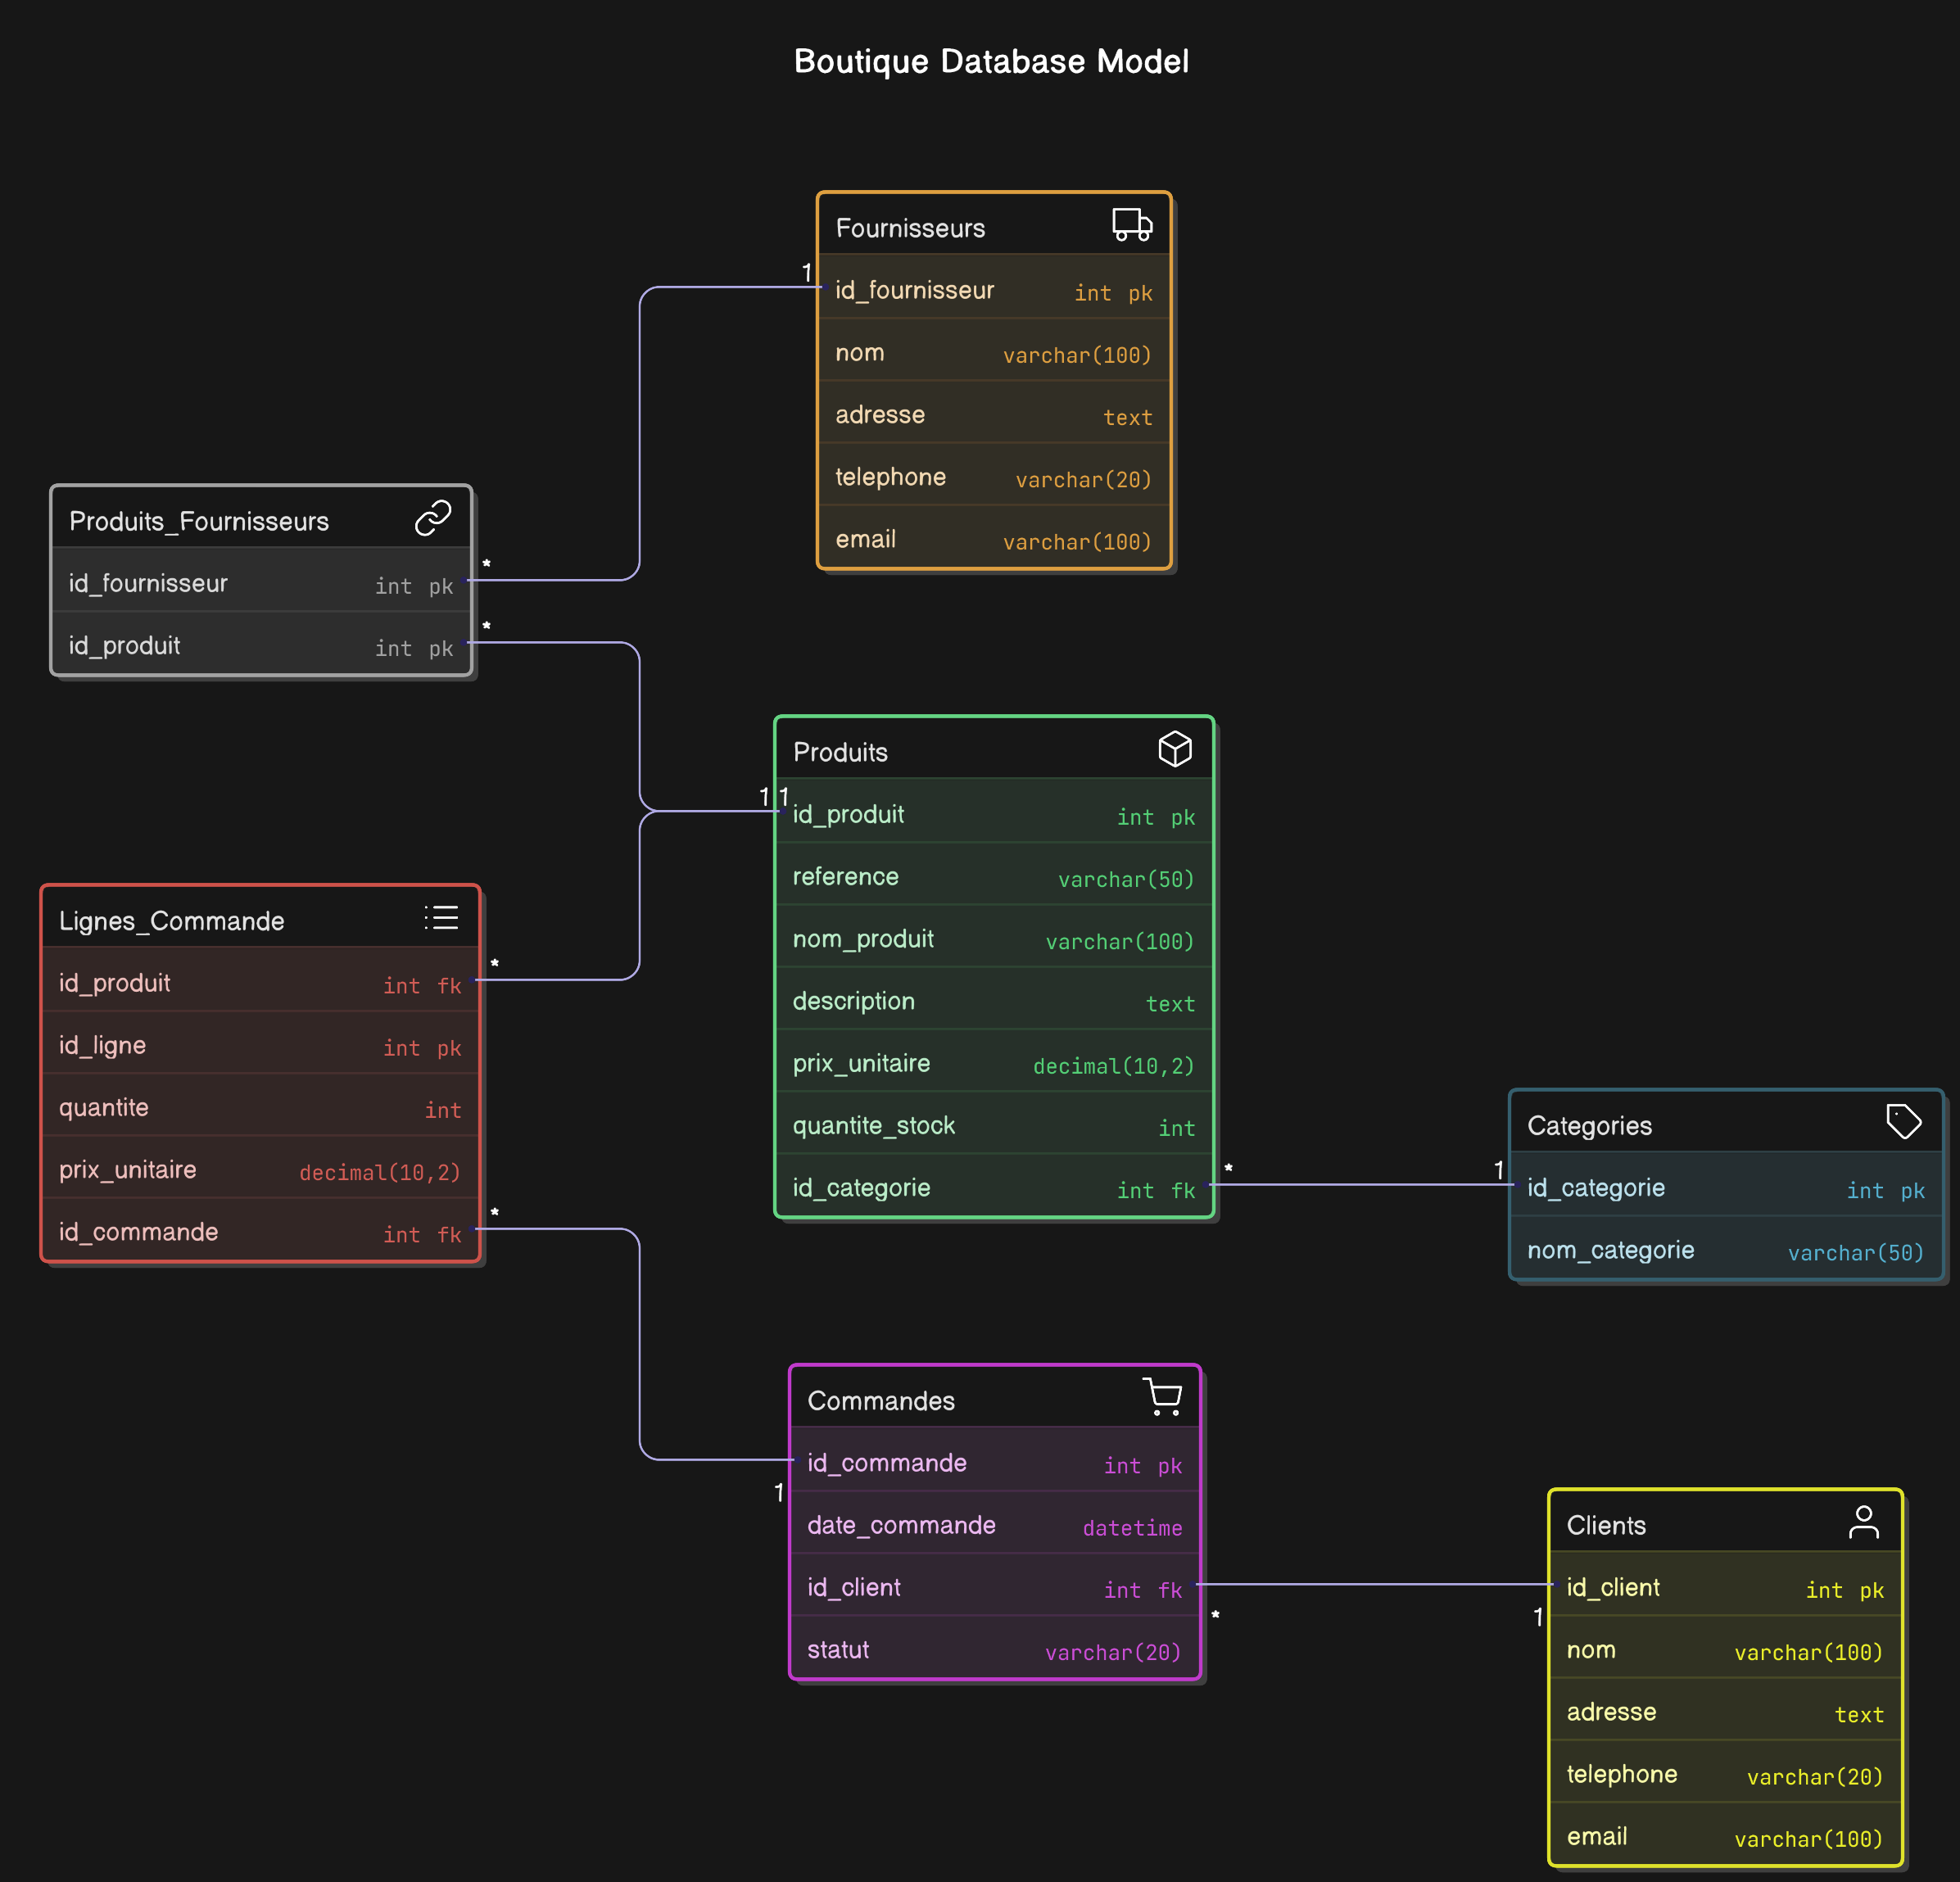 Boutique Database Model
Fournisseurs
1
id_fournisseur int pk
nom varchar(100)
adresse text
telephone varchar(20)
email varchar(100)
Produits_Fournisseurs
id_fournisseur int pk *
id_produit int pk *
Produits
1 1
id_produit int pk
reference varchar(50)
nom_produit varchar(100)
description text
prix_unitaire decimal(10,2)
quantite_stock int
id_categorie int fk *
Lignes_Commande
id_produit int fk *
id_ligne int pk
quantite int
prix_unitaire decimal(10,2)
id_commande int fk *
Categories
1
id_categorie int pk
nom_categorie varchar(50)
Commandes
id_commande int pk
1
date_commande datetime
id_client int fk
*
statut varchar(20)
Clients
id_client int pk
1
nom varchar(100)
adresse text
telephone varchar(20)
email varchar(100)